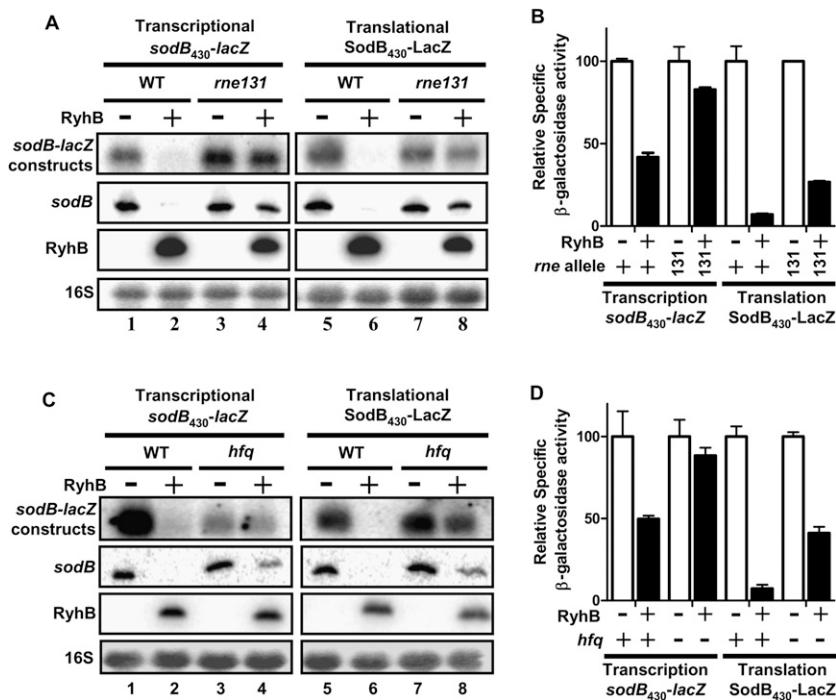 A
Transcriptional
sodB430-lacZ
Translational
SodB430-LacZ
WT
rne131
WT
rne131
RyhB
- + - + - + - +
sodB-lacZ
constructs
sodB
RyhB
16S
1 2 3 4 5 6 7 8
B
Relative Specific
β-galactosidase activity
100
50
0
RyhB
- + - + - + - +
rne allele
+ + 131 131 + + 131 131
Transcription
sodB430-lacZ
Translation
SodB430-LacZ
C
Transcriptional
sodB430-lacZ
Translational
SodB430-LacZ
WT
hfq
WT
hfq
RyhB
- + - + - + - +
sodB-lacZ
constructs
sodB
RyhB
16S
1 2 3 4 5 6 7 8
D
Relative Specific
β-galactosidase activity
100
50
0
RyhB
- + - + - + - +
hfq
+ + - - + + - -
Transcription
sodB430-lacZ
Translation
SodB430-LacZ